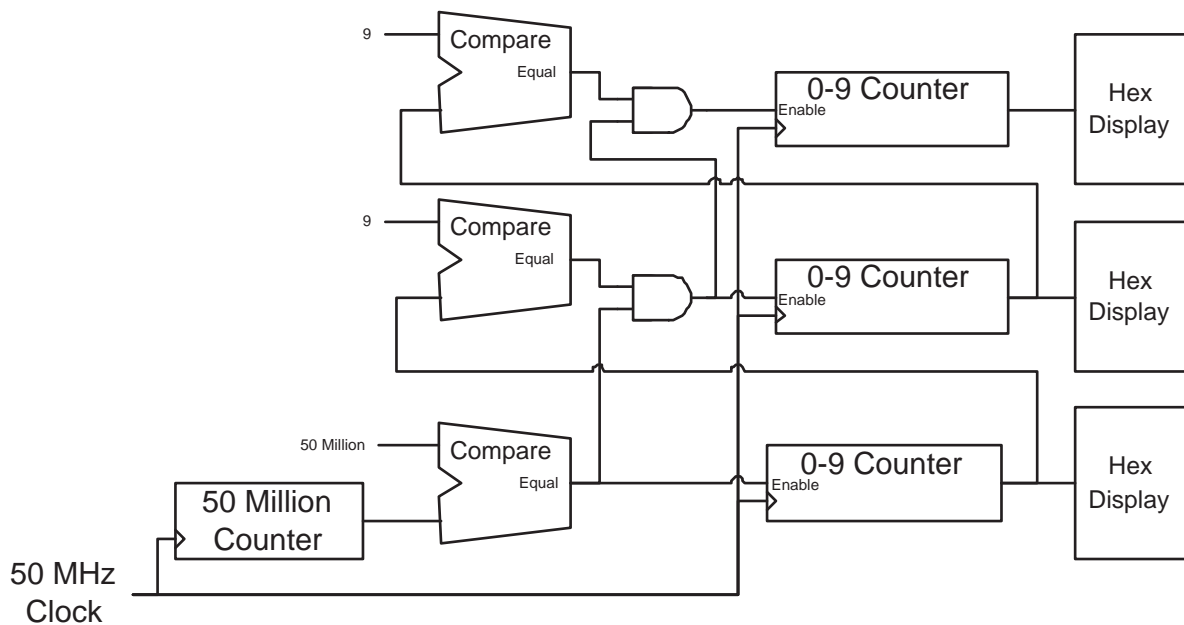 9
Compare
Equal
0-9 Counter
Enable
Hex
Display
9
Compare
Equal
0-9 Counter
Enable
Hex
Display
50 Million
Compare
Equal
0-9 Counter
Enable
Hex
Display
50 Million
Counter
50 MHz
Clock